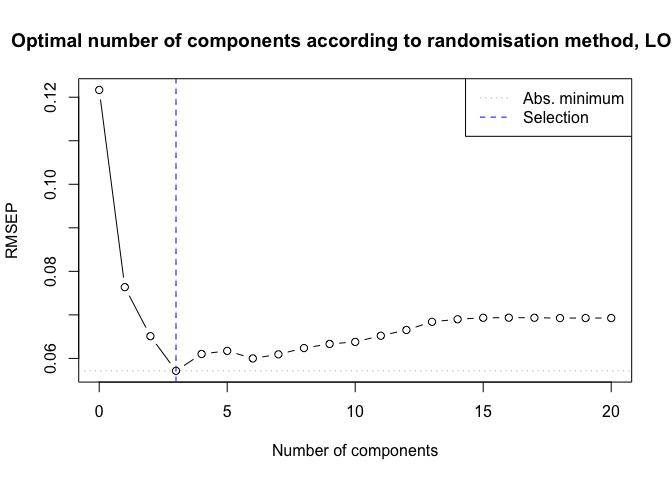 Optimal number of components according to randomisation method, LO
Abs. minimum
Selection
0.12
0.10
0.08
0.06
RMSEP
0 5 10 15 20
Number of components